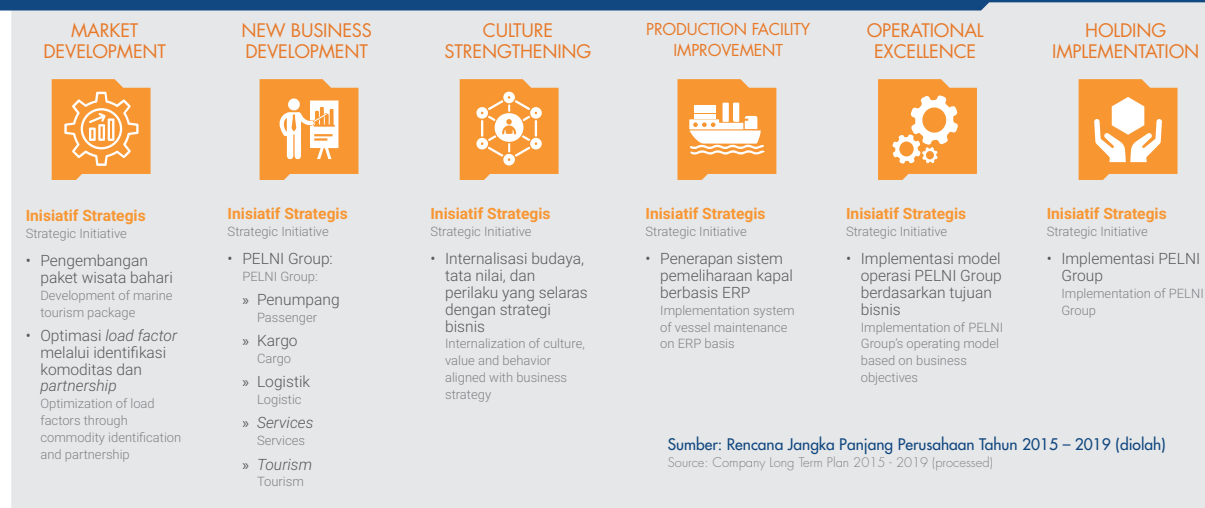 MARKET
DEVELOPMENT
Inisiatif Strategis
Strategic Initiative
• Pengembangan
paket wisata bahari
Development of marine
tourism package
• Optimasi load factor
melalui identifikasi
komoditas dan
partnership
Optimization of load
factors through
commodity identification
and partnership
NEW BUSINESS
DEVELOPMENT
Inisiatif Strategis
Strategic Initiative
• PELNI Group:
PELNI Group:
» Penumpang
Passenger
» Kargo
Cargo
» Logistik
Logistic
» Services
Services
» Tourism
Tourism
CULTURE
STRENGTHENING
Inisiatif Strategis
Strategic Initiative
• Internalisasi budaya,
tata nilai, dan
perilaku yang selaras
dengan strategi
bisnis
Internalization of culture,
value and behavior
aligned with business
strategy
PRODUCTION FACILITY
IMPROVEMENT
Inisiatif Strategis
Strategic Initiative
• Penerapan sistem
pemeliharaan kapal
berbasis ERP
Implementation system
of vessel maintenance
on ERP basis
OPERATIONAL
EXCELLENCE
Inisiatif Strategis
Strategic Initiative
• Implementasi model
operasi PELNI Group
berdasarkan tujuan
bisnis
Implementation of PELNI
Group's operating model
based on business
objectives
HOLDING
IMPLEMENTATION
Inisiatif Strategis
Strategic Initiative
• Implementasi PELNI
Group
Implementation of PELNI
Group
Sumber: Rencana Jangka Panjang Perusahaan Tahun 2015 – 2019 (diolah)
Source: Company Long Term Plan 2015 - 2019 (processed)